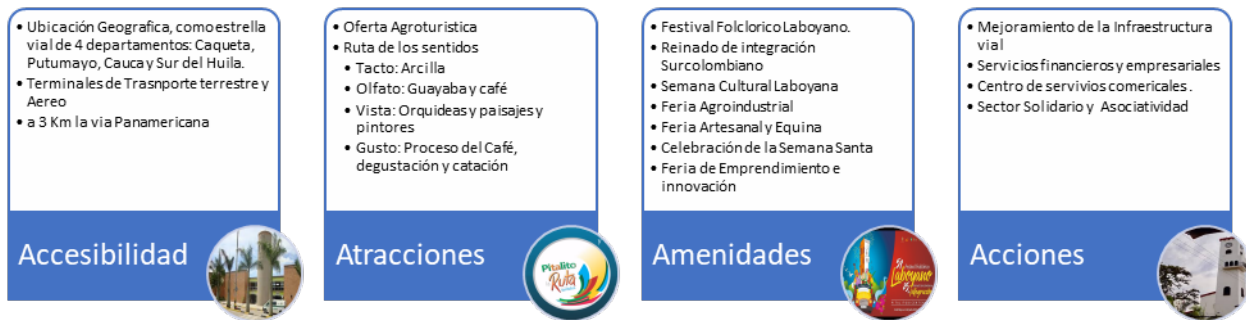 • Ubicación Geografica, como estrella
vial de 4 departamentos: Caqueta,
Putumayo, Cauca y Sur del Huila.
• Terminales de Trasnporte terrestre y
Aereo
• a 3 Km la via Panamericana
Accesibilidad
• Oferta Agroturistica
• Ruta de los sentidos
• Tacto: Arcilla
• Olfato: Guayaba y café
• Vista: Orquideas y paisajes y
pintores
• Gusto: Proceso del Café,
degustación y catación
Atracciones
Pitalito
Ruta
• Festival Folclorico Laboyano.
• Reinado de integración
Surcolombiano
• Semana Cultural Laboyana
• Feria Agroindustrial
• Feria Artesanal y Equina
• Celebración de la Semana Santa
• Feria de Emprendimiento e
innovación
Amenidades
Laboyano
• Mejoramiento de la Infraestructura
vial
• Servicios financieros y empresariales
• Centro de servivios comericales.
• Sector Solidario y Asociatividad
Acciones